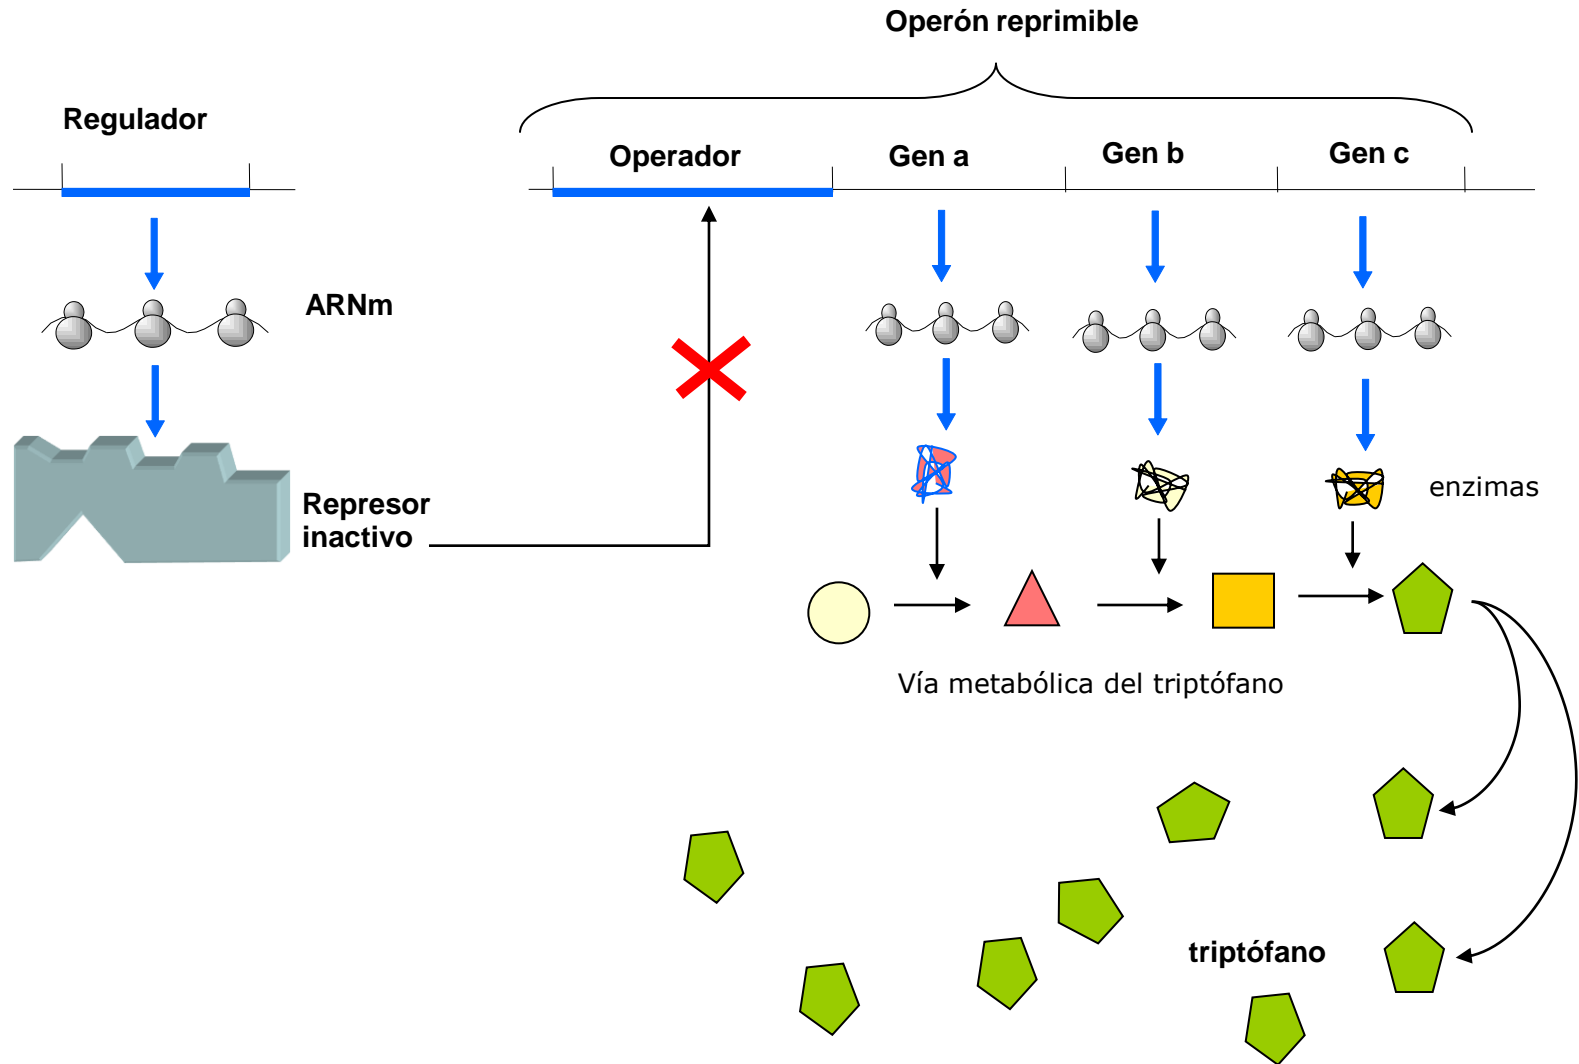 Operón reprimible
Regulador
Operador
Gen a
Gen b
Gen c
ARNm
Represor
inactivo
enzimas
Vía metabólica del triptófano
triptófano